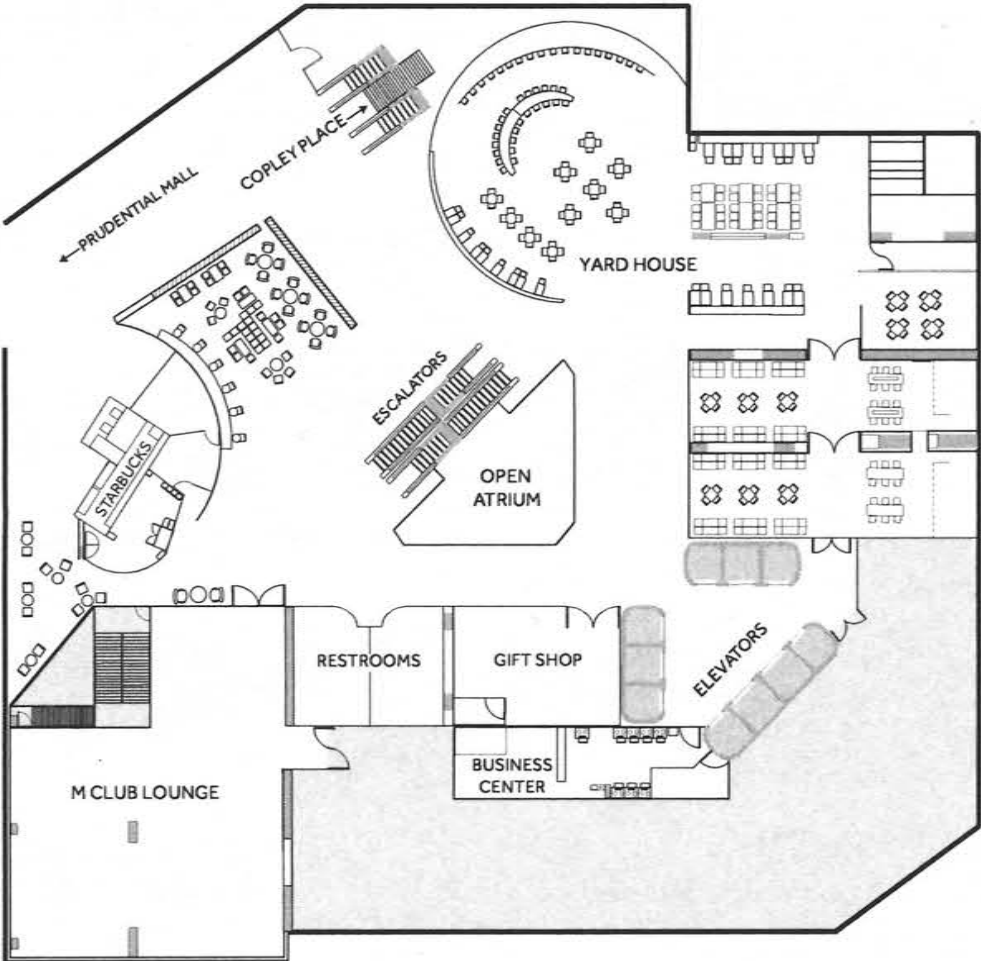 COPLEY PLACE
PRUDENTIAL MALL
YARD HOUSE
ESCALATORS
STARBUCKS
OPEN
ATRIUM
RESTROOMS
GIFT SHOP
ELEVATORS
BUSINESS
CENTER
M CLUB LOUNGE